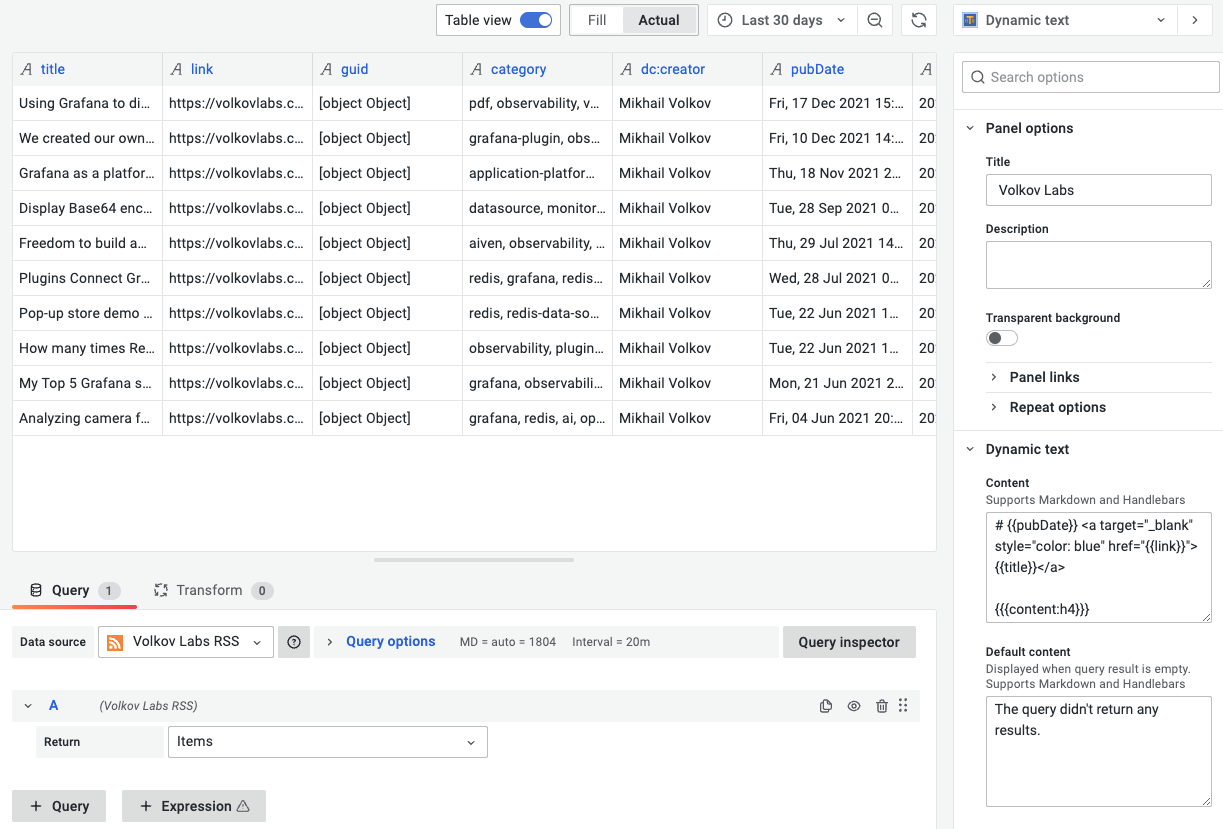 Table view Fill Actual Last 30 days Dynamic text
title link guid category dc:creator pubDate
Using Grafana to di... https://volkovlabs.c... [object Object] pdf, observability, v... Mikhail Volkov Fri, 17 Dec 2021 15:... 20
We created our own... https://volkovlabs.c... [object Object] grafana-plugin, obs... Mikhail Volkov Fri, 10 Dec 2021 14:... 20
Grafana as a platfor... https://volkovlabs.c... [object Object] application-platfor... Mikhail Volkov Thu, 18 Nov 2021 2... 20
Display Base64 enc... https://volkovlabs.c... [object Object] datasource, monitor... Mikhail Volkov Tue, 28 Sep 2021 0... 20
Freedom to build a... https://volkovlabs.c... [object Object] aiven, observability, ... Mikhail Volkov Thu, 29 Jul 2021 14... 20
Plugins Connect Gr... https://volkovlabs.c... [object Object] redis, grafana, redis... Mikhail Volkov Wed, 28 Jul 2021 0... 20
Pop-up store demo ... https://volkovlabs.c... [object Object] redis, redis-data-so... Mikhail Volkov Tue, 22 Jun 2021 1... 20
How many times Re... https://volkovlabs.c... [object Object] observability, plugin... Mikhail Volkov Tue, 22 Jun 2021 1... 20
My Top 5 Grafana s... https://volkovlabs.c... [object Object] grafana, observabili... Mikhail Volkov Mon, 21 Jun 2021 2... 20
Analyzing camera f... https://volkovlabs.c... [object Object] grafana, redis, ai, op... Mikhail Volkov Fri, 04 Jun 2021 20:... 20
Query 1 Transform 0
Data source Volkov Labs RSS Query options MD = auto = 1804 Interval = 20m Query inspector
A (Volkov Labs RSS)
Return Items
+ Query + Expression
Search options
Panel options
Title
Volkov Labs
Description
Transparent background
Panel links
Repeat options
Dynamic text
Content
Supports Markdown and Handlebars
# {{pubDate}} <a target="_blank"
style="color: blue" href="{{link}}">
{{title}}</a>
{{{content:h4}}}
Default content
Displayed when query result is empty.
Supports Markdown and Handlebars
The query didn't return any
results.